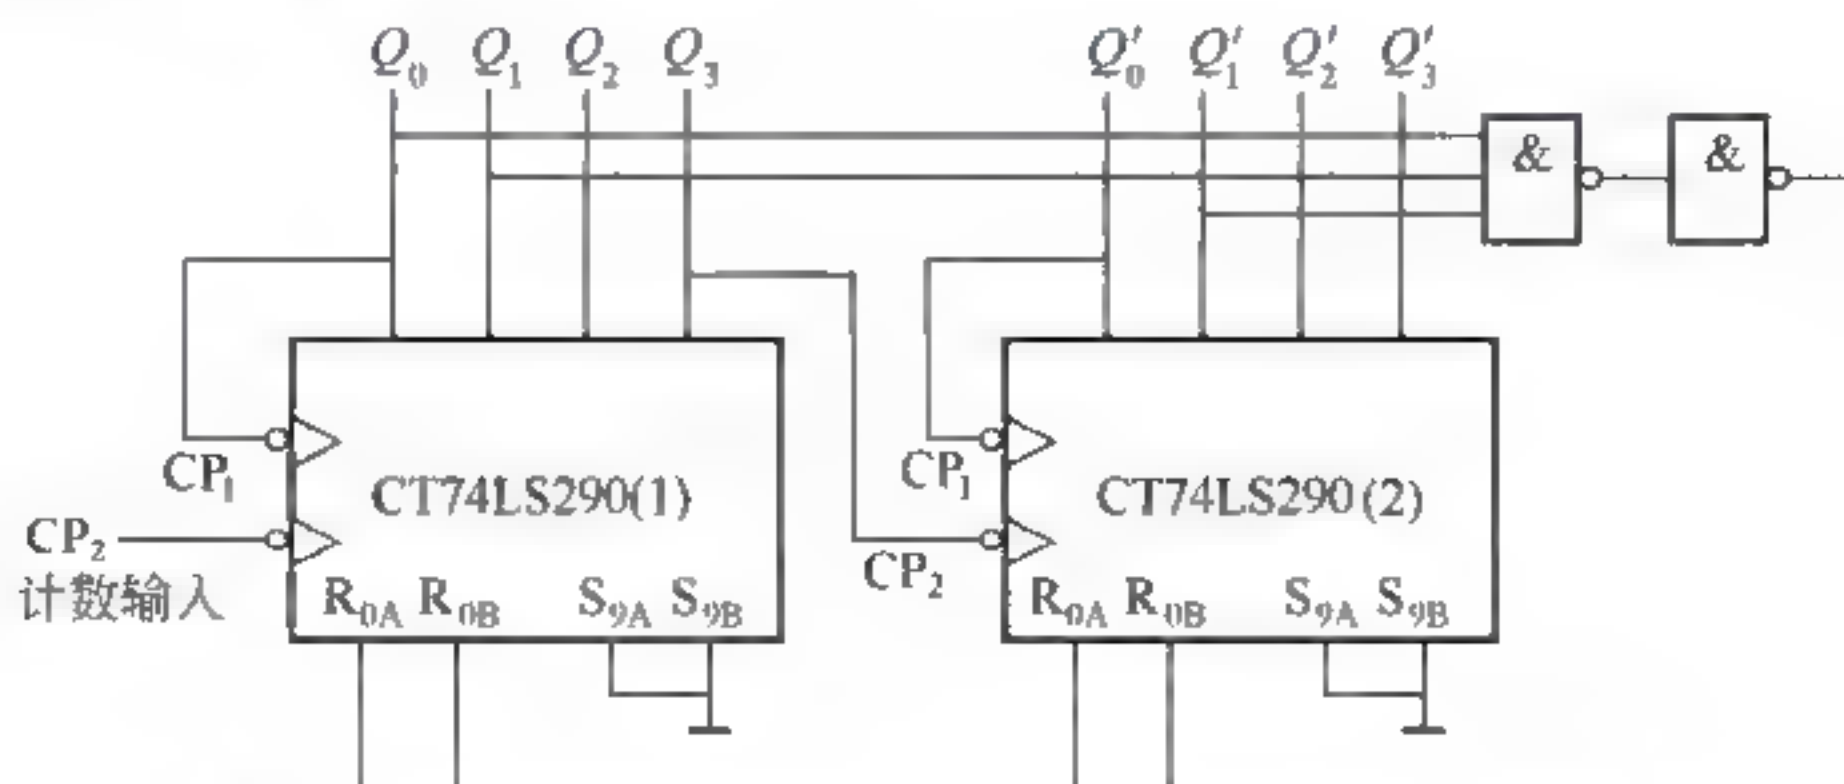 Q₀ Q₁ Q₂ Q₃ Q′₀ Q′₁ Q′₂ Q′₃
& &
CP₁ CT74LS290(1) CP₁ CT74LS290(2)
CP₂ CP₂
计数输入 R₀A R₀B S₉A S₉B R₀A R₀B S₉A S₉B